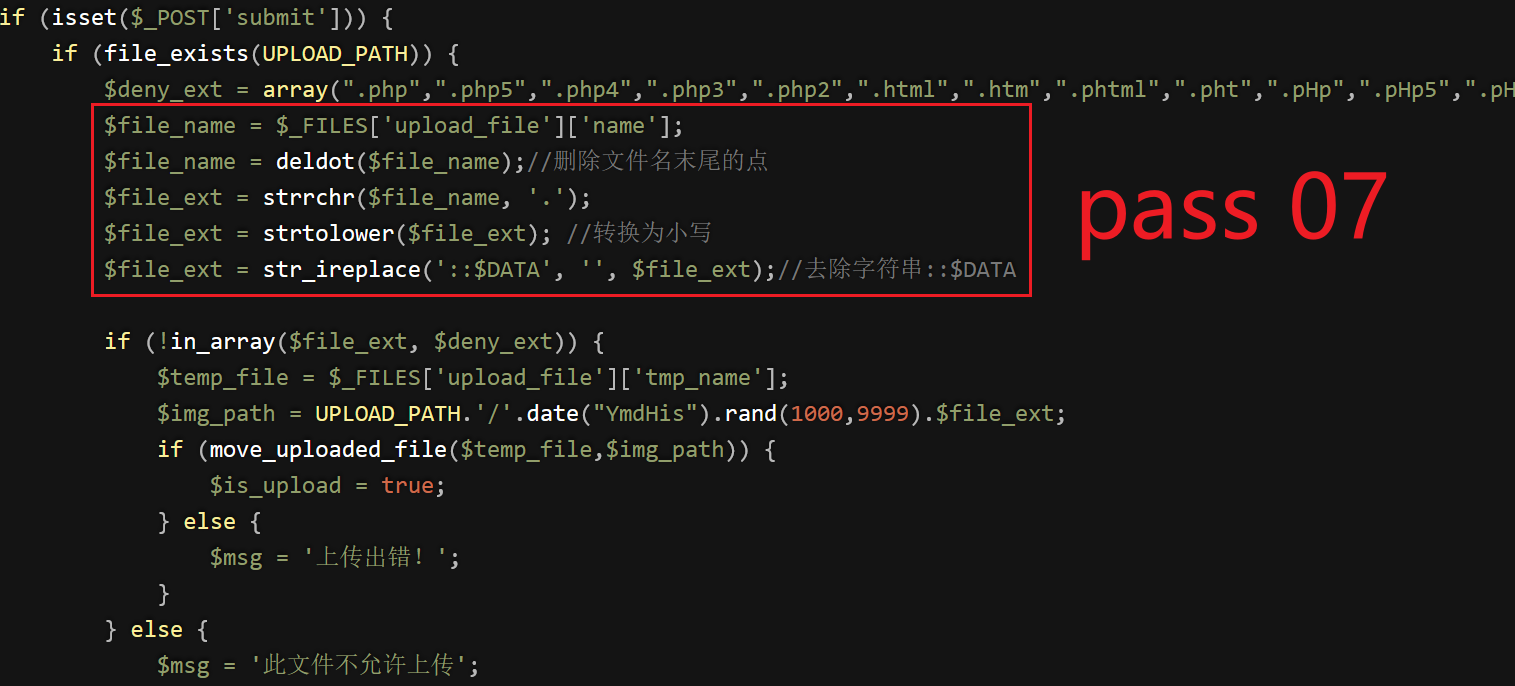 if (isset($_POST['submit'])) {
    if (file_exists(UPLOAD_PATH)) {
        $deny_ext = array(".php",".php5",".php4",".php3",".php2",".html",".htm",".phtml",".pht",".pHp",".pHp5",".pH
        $file_name = $_FILES['upload_file']['name'];
        $file_name = deldot($file_name);//删除文件名末尾的点
        $file_ext = strrchr($file_name, '.');
        $file_ext = strtolower($file_ext); //转换为小写
        $file_ext = str_ireplace('::$DATA', '', $file_ext);//去除字符串::$DATA
pass 07
        if (!in_array($file_ext, $deny_ext)) {
            $temp_file = $_FILES['upload_file']['tmp_name'];
            $img_path = UPLOAD_PATH.'/'.date("YmdHis").rand(1000,9999).$file_ext;
            if (move_uploaded_file($temp_file,$img_path)) {
                $is_upload = true;
            } else {
                $msg = '上传出错！';
            }
        } else {
            $msg = '此文件不允许上传';